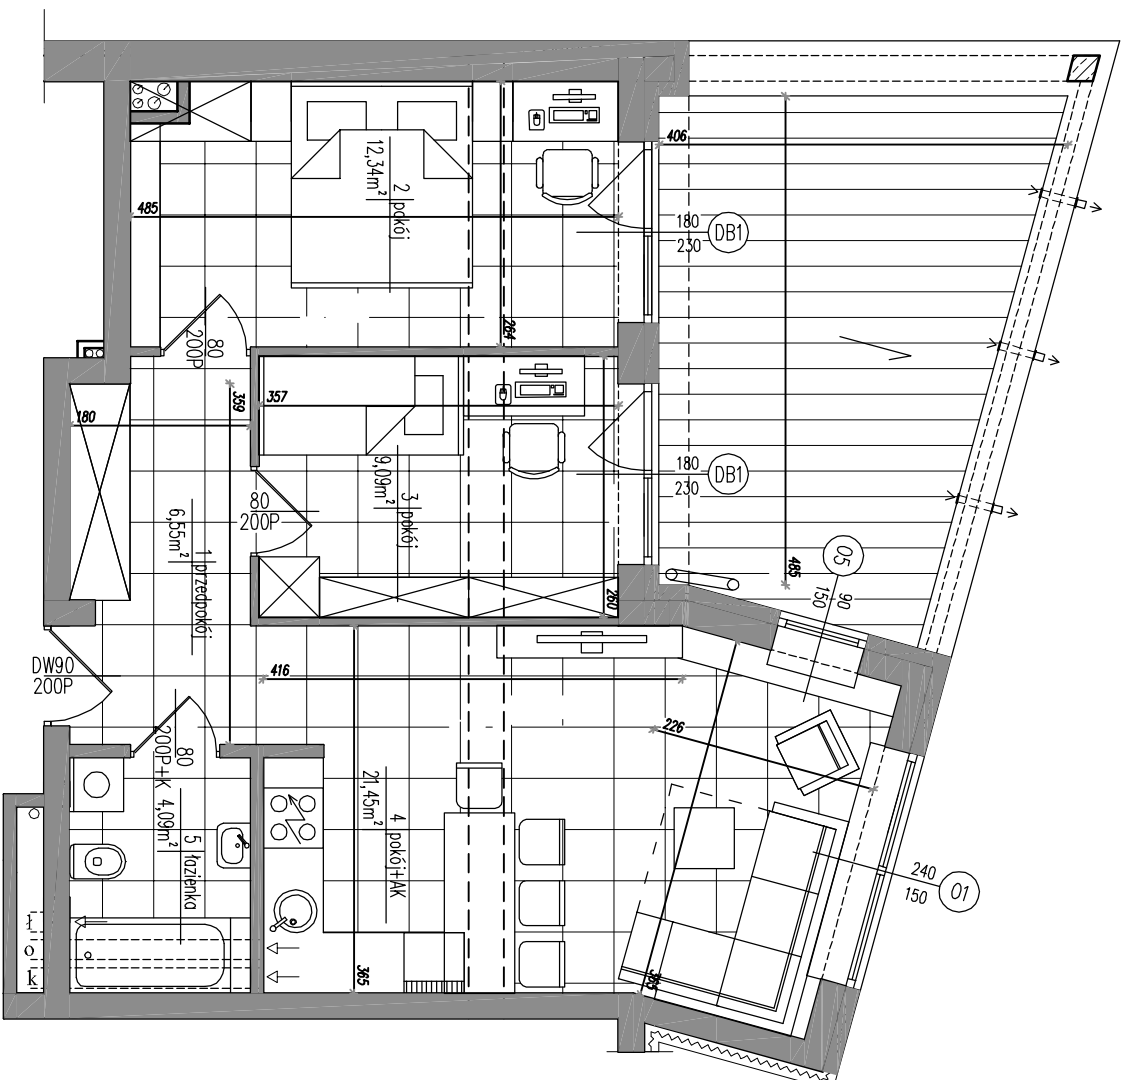 406
485
2 pokój
12,34m²
180
230
DB1
264
80
200P
357
359
180
3 pokój
9,09m²
180
230
DB1
80
200P
1 przedpokój
6,55m²
485
O5
90
150
260
DW90
200P
416
226
80
200P+K
5 łazienka
4,09m²
4 pokój+AK
21,45m²
240
150
O1
365
365
ł
o
k